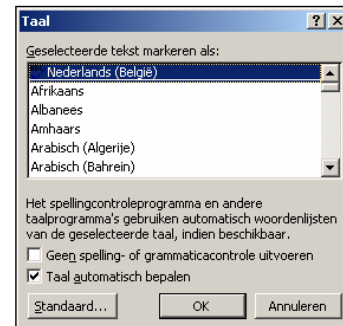 Taal
Geselecteerde tekst markeren als:
Nederlands (België)
Afrikaans
Albanees
Amhaars
Arabisch (Algerije)
Arabisch (Bahrein)
Het spellingcontroleprogramma en andere
taalprogramma's gebruiken automatisch woordenlijsten
van de geselecteerde taal, indien beschikbaar.
Geen spelling- of grammaticacontrole uitvoeren
Taal automatisch bepalen
Standaard...
OK
Annuleren